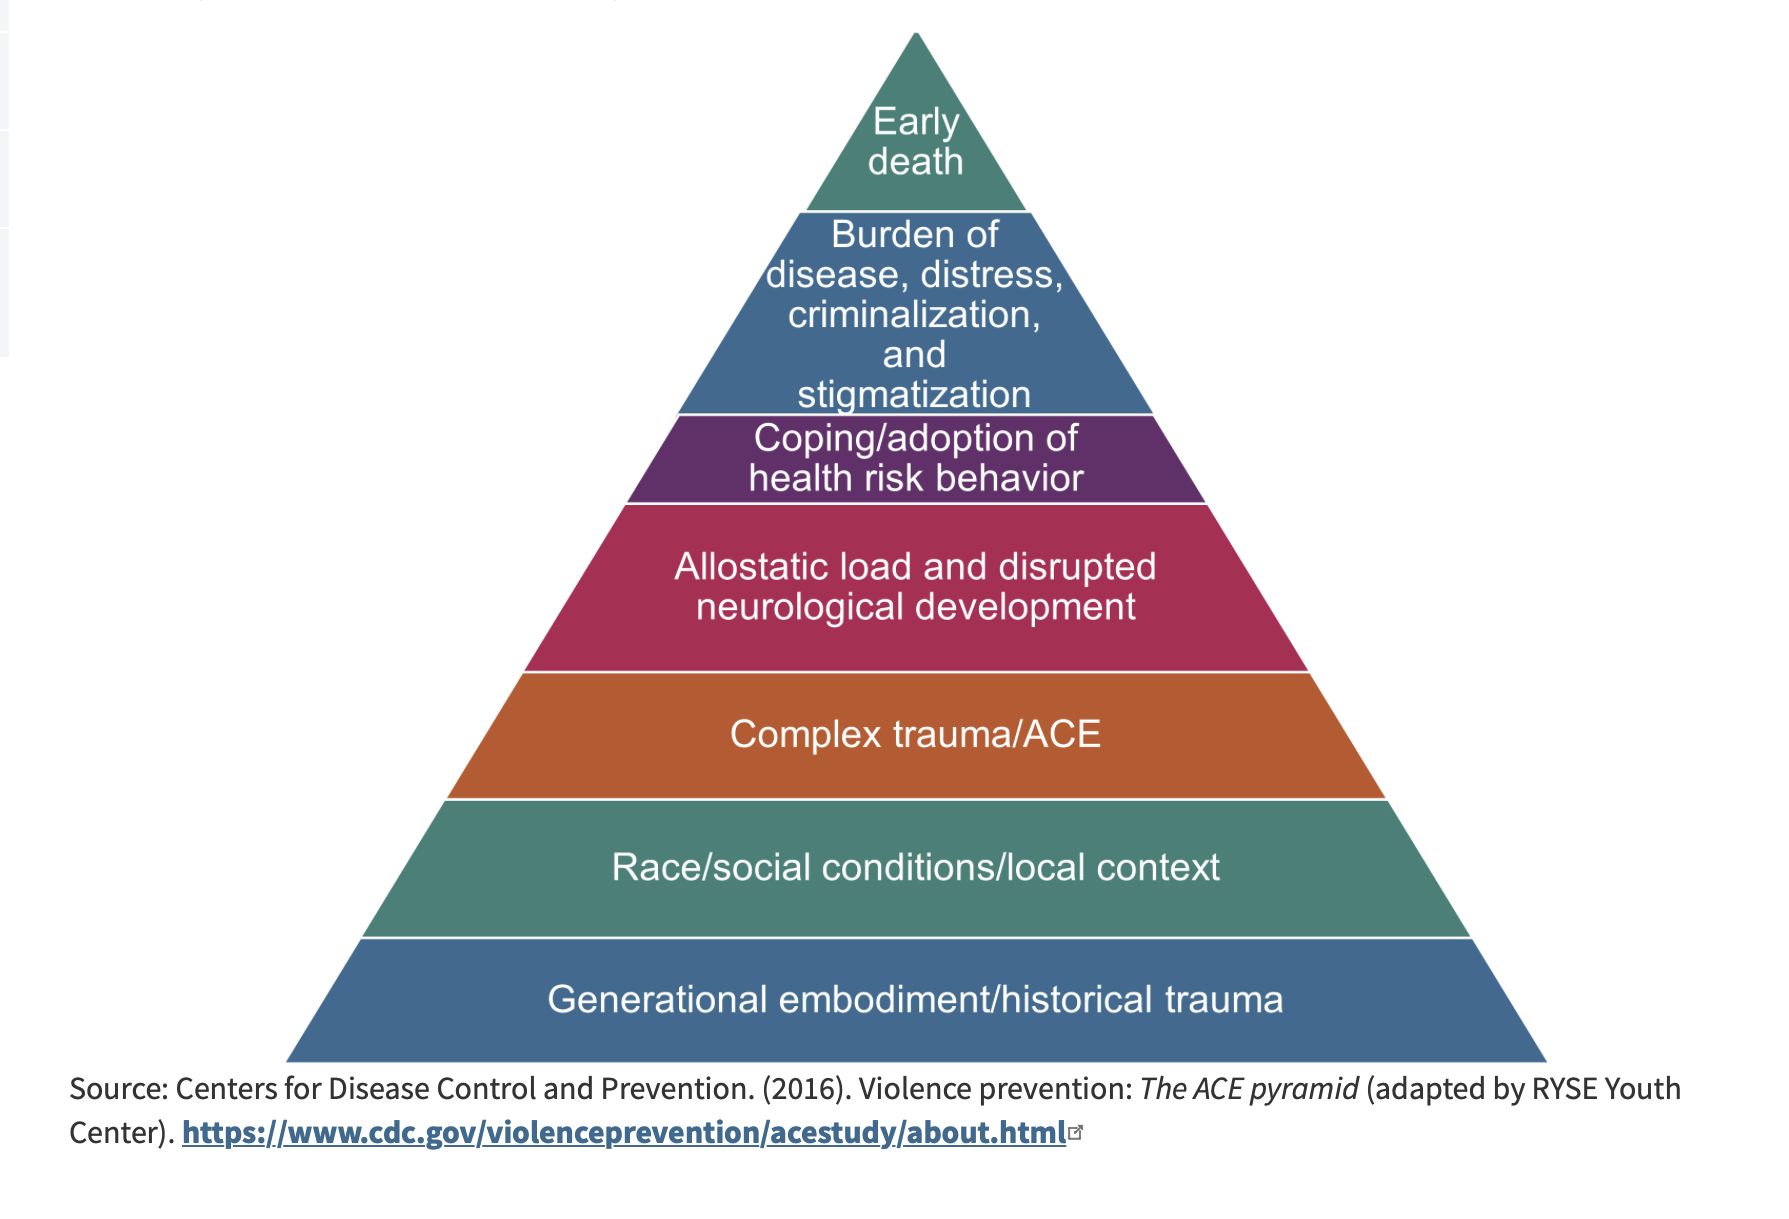 Early
death
Burden of
disease, distress,
criminalization,
and
stigmatization
Coping/adoption of
health risk behavior
Allostatic load and disrupted
neurological development
Complex trauma/ACE
Race/social conditions/local context
Generational embodiment/historical trauma
Source: Centers for Disease Control and Prevention. (2016). Violence prevention: The ACE pyramid (adapted by RYSE Youth
Center). https://www.cdc.gov/violenceprevention/acestudy/about.html